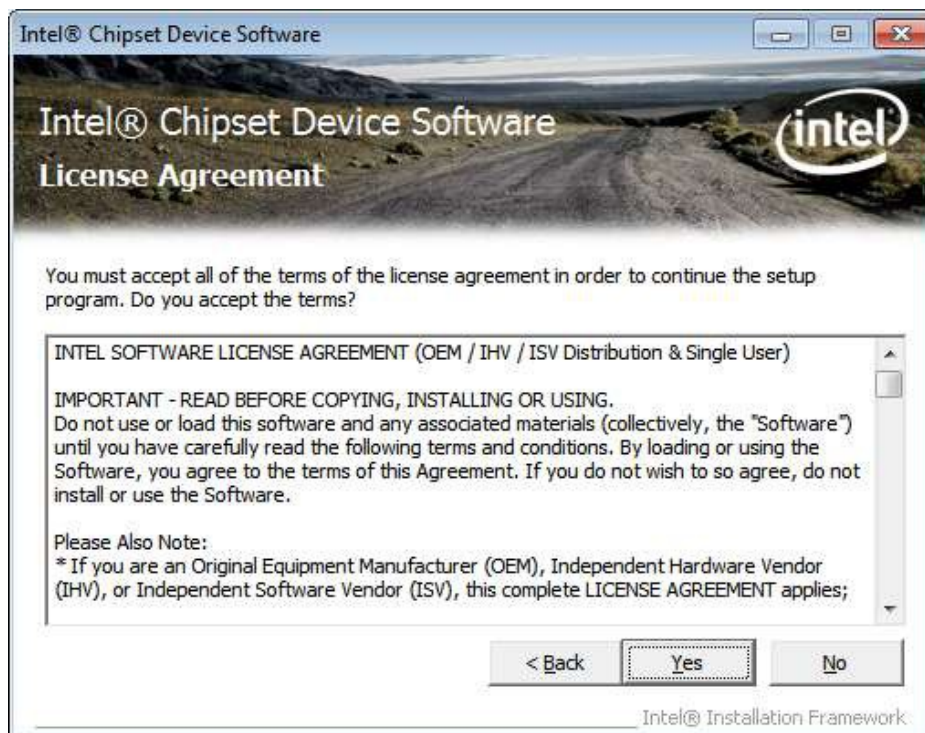 Intel® Chipset Device Software
Intel® Chipset Device Software
intel
License Agreement
You must accept all of the terms of the license agreement in order to continue the setup
program. Do you accept the terms?
INTEL SOFTWARE LICENSE AGREEMENT (OEM / IHV / ISV Distribution & Single User)
IMPORTANT - READ BEFORE COPYING, INSTALLING OR USING.
Do not use or load this software and any associated materials (collectively, the "Software")
until you have carefully read the following terms and conditions. By loading or using the
Software, you agree to the terms of this Agreement. If you do not wish to so agree, do not
install or use the Software.
Please Also Note:
* If you are an Original Equipment Manufacturer (OEM), Independent Hardware Vendor
(IHV), or Independent Software Vendor (ISV), this complete LICENSE AGREEMENT applies;
< Back Yes No
Intel® Installation Framework